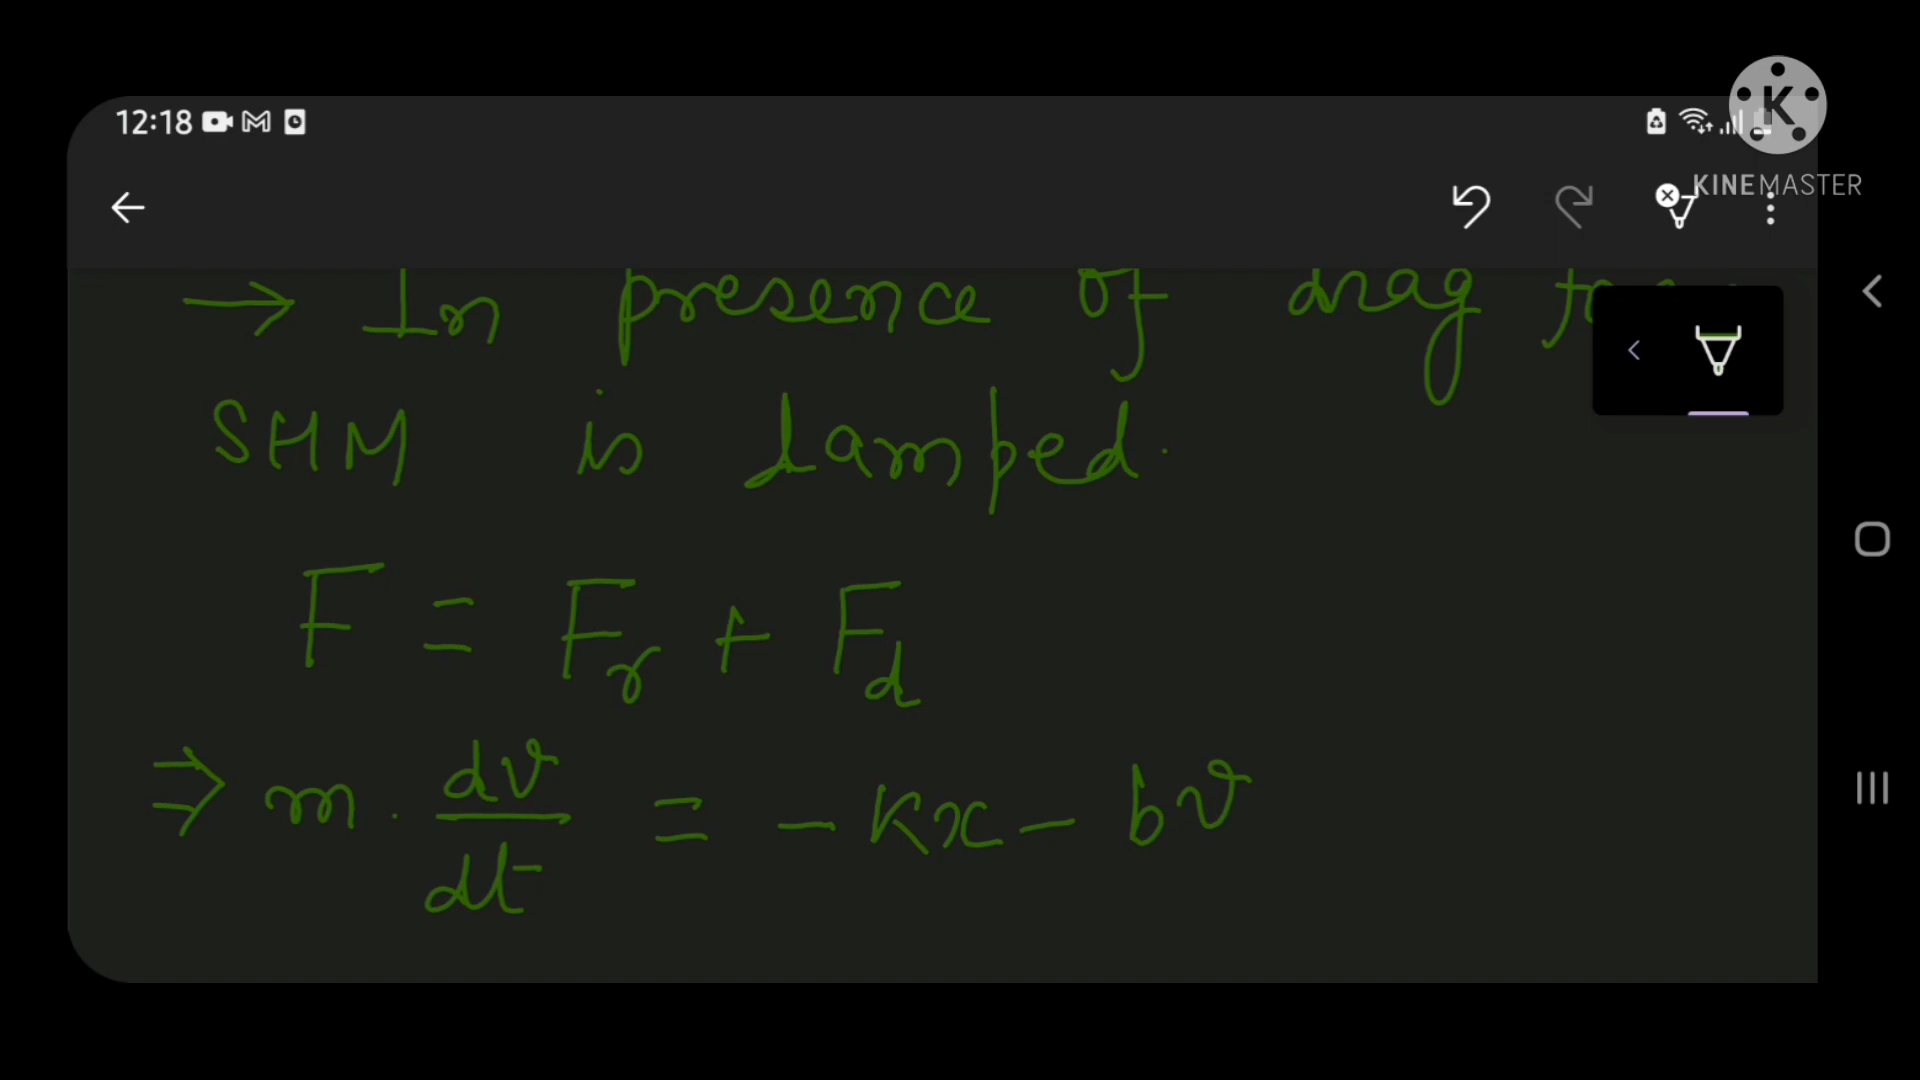 12:18
KINEMASTER
→ In presence of drag
SHM is damped.
F = Fr + Fd
⇒ m. dv/dt = - Kx - bv